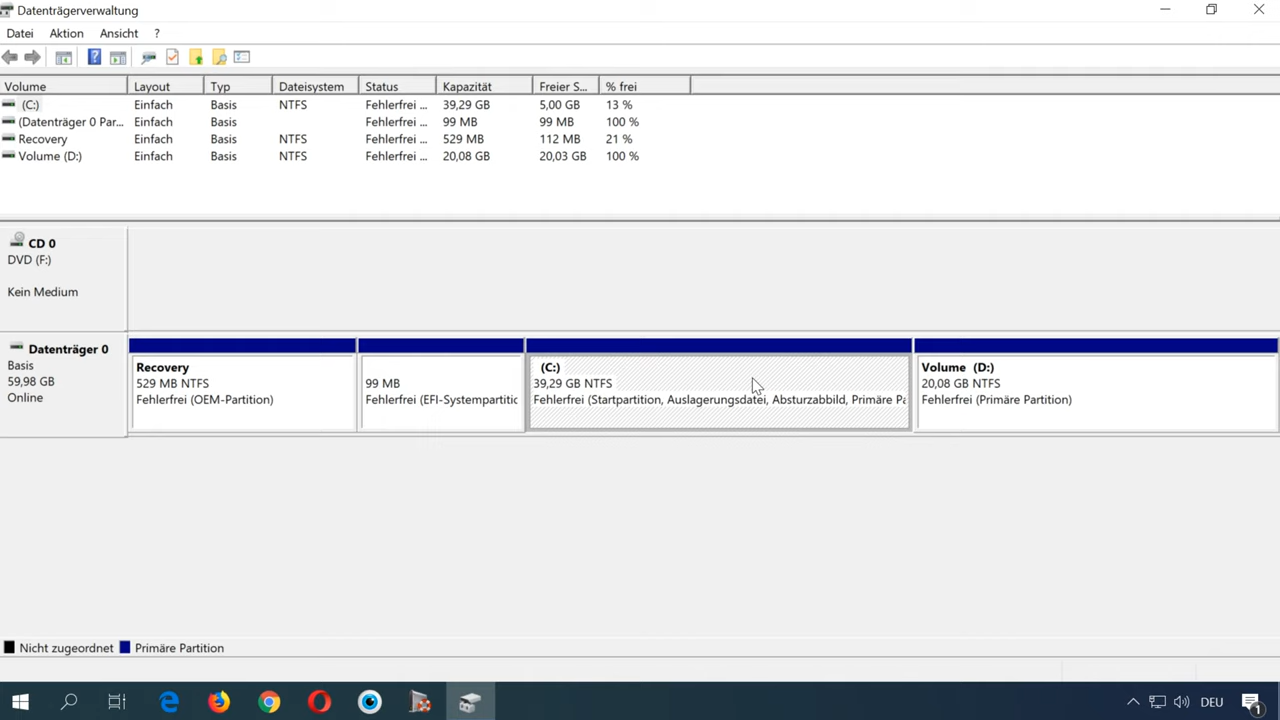 Datenträgerverwaltung
Datei Aktion Ansicht ?
Volume Layout Typ Dateisystem Status Kapazität Freier S... % frei
(C:) Einfach Basis NTFS Fehlerfrei ... 39,29 GB 5,00 GB 13 %
(Datenträger 0 Par... Einfach Basis Fehlerfrei ... 99 MB 99 MB 100 %
Recovery Einfach Basis NTFS Fehlerfrei ... 529 MB 112 MB 21 %
Volume (D:) Einfach Basis NTFS Fehlerfrei ... 20,08 GB 20,03 GB 100 %
CD 0
DVD (F:)
Kein Medium
Datenträger 0
Basis
59,98 GB
Online
Recovery
529 MB NTFS
Fehlerfrei (OEM-Partition)
99 MB
Fehlerfrei (EFI-Systempartitic
(C:)
39,29 GB NTFS
Fehlerfrei (Startpartition, Auslagerungsdatei, Absturzabbild, Primäre Pa
Volume (D:)
20,08 GB NTFS
Fehlerfrei (Primäre Partition)
Nicht zugeordnet Primäre Partition
DEU 1